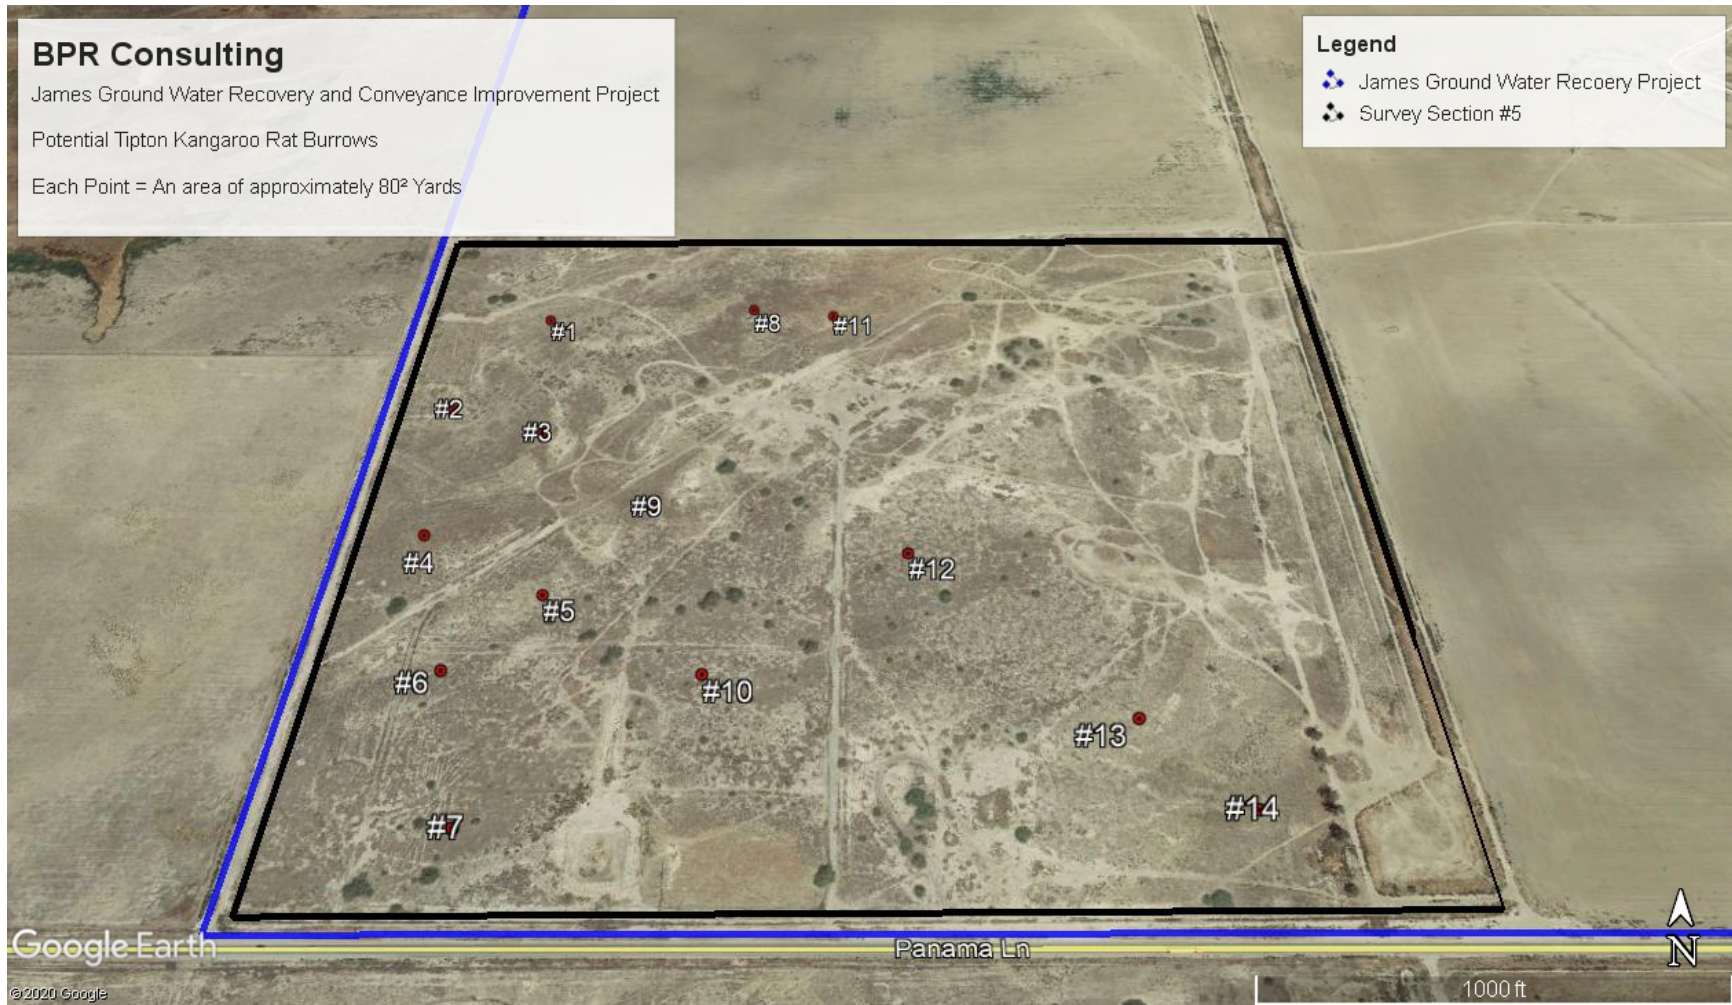 BPR Consulting
James Ground Water Recovery and Conveyance Improvement Project
Potential Tipton Kangaroo Rat Burrows
Each Point = An area of approximately 80² Yards
Legend
James Ground Water Recoery Project
Survey Section #5
#1
#8
#11
#2
#3
#9
#4
#12
#5
#6
#10
#13
#14
#7
Google Earth
Panama Ln
N
©2020 Google
1000 ft